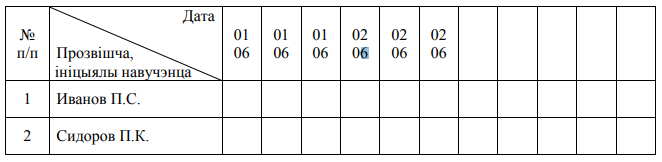 Дата
№ п/п
Прозвішча,
ініцыялы навучэнца
01 01 01 02 02 02
06 06 06 06 06 06
1 Иванов П.С.
2 Сидоров П.К.